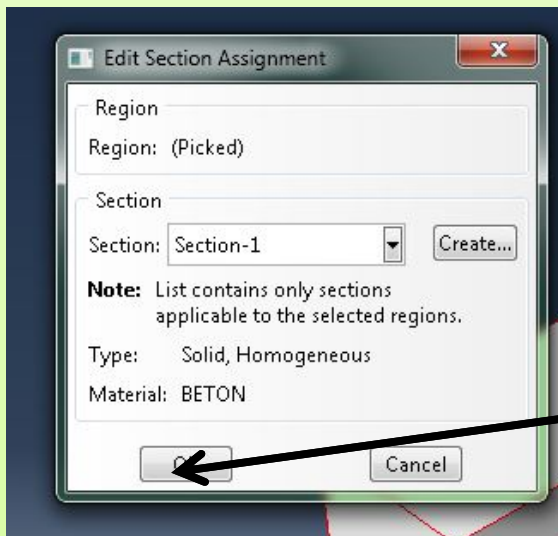 Edit Section Assignment
Region
Region: (Picked)
Section
Section: Section-1 Create...
Note: List contains only sections
applicable to the selected regions.
Type: Solid, Homogeneous
Material: BETON
Cancel